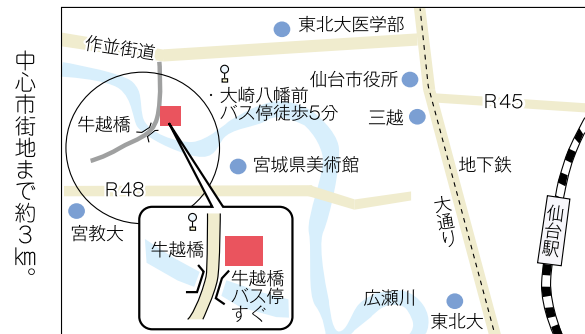 中心市街地まで約3km。
作並街道
東北大医学部
仙台市役所
・大崎八幡前
バス停徒歩5分
R45
三越
牛越橋
宮城県美術館
地下鉄
R48
大通り
宮教大
仙台駅
牛越橋
牛越橋
バス停
すぐ
広瀬川
東北大